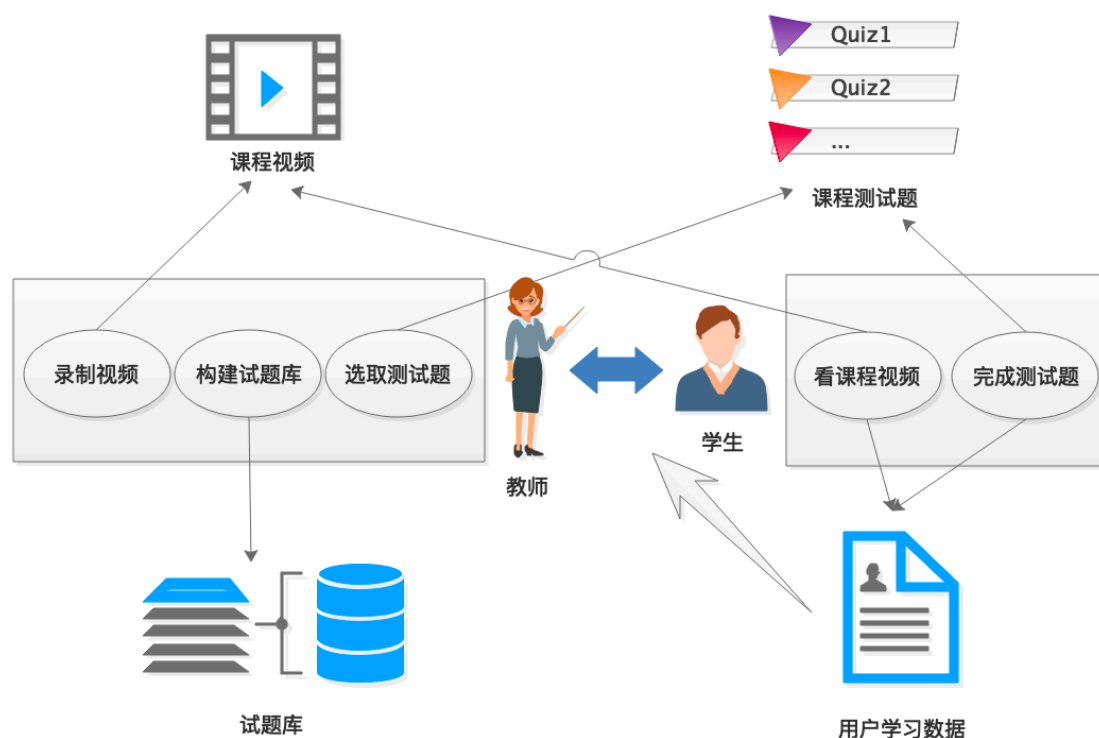 Quiz1
Quiz2
...
课程视频
课程测试题
录制视频
构建试题库
选取测试题
看课程视频
完成测试题
学生
教师
试题库
用户学习数据